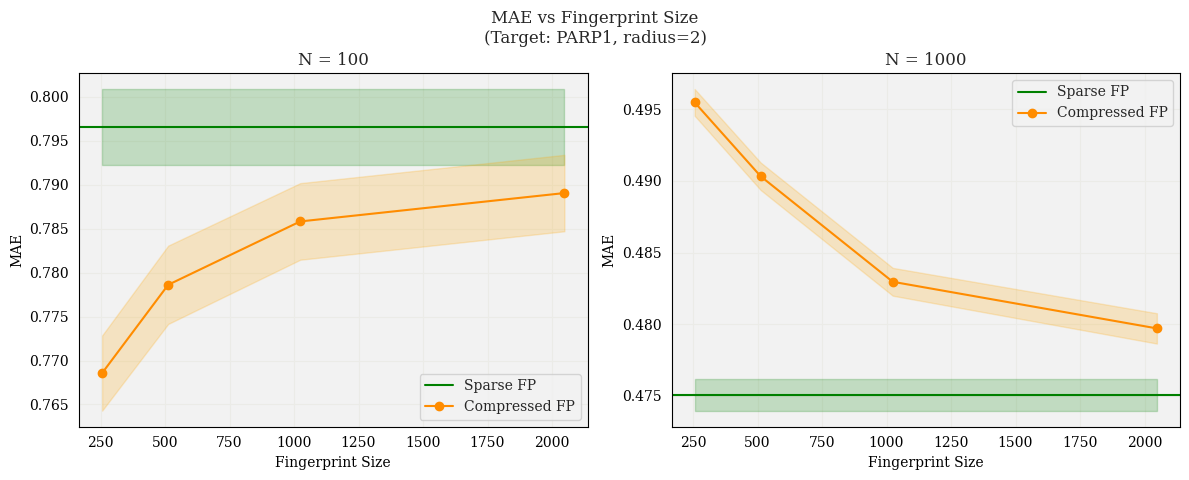 MAE vs Fingerprint Size
(Target: PARP1, radius=2)
N = 100
N = 1000
MAE
0.800
0.795
0.790
0.785
0.780
0.775
0.770
0.765
Sparse FP
Compressed FP
250 500 750 1000 1250 1500 1750 2000
Fingerprint Size
MAE
0.495
0.490
0.485
0.480
0.475
Sparse FP
Compressed FP
250 500 750 1000 1250 1500 1750 2000
Fingerprint Size